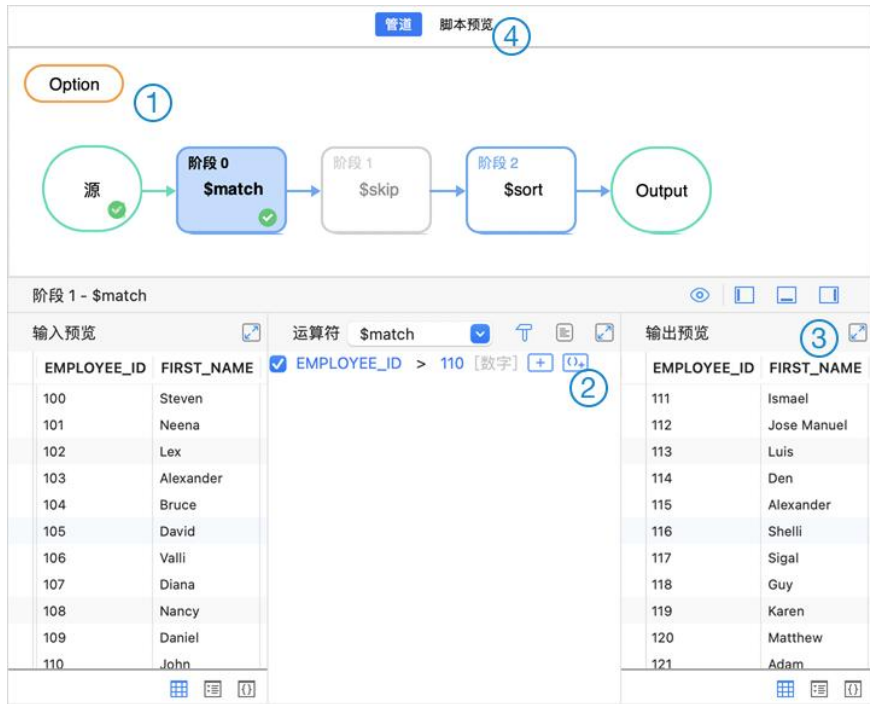 管道 脚本预览 ④
Option ①
源 阶段 0 $match 阶段 1 $skip 阶段 2 $sort Output
阶段 1 - $match
输入预览 运算符 $match 输出预览 ③
EMPLOYEE_ID FIRST_NAME EMPLOYEE_ID > 110 [数字] ② EMPLOYEE_ID FIRST_NAME
100 Steven 111 Ismael
101 Neena 112 Jose Manuel
102 Lex 113 Luis
103 Alexander 114 Den
104 Bruce 115 Alexander
105 David 116 Shelli
106 Valli 117 Sigal
107 Diana 118 Guy
108 Nancy 119 Karen
109 Daniel 120 Matthew
110 John 121 Adam